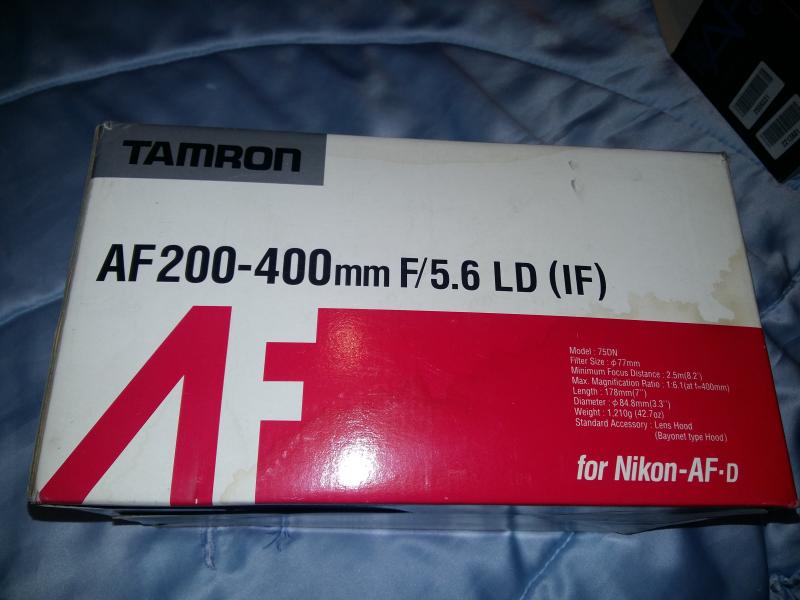 TAMRON
AF200-400mm F/5.6 LD (IF)
AF
Model : 75DN
Filter Size : φ77mm
Minimum Focus Distance : 2.5m(8.2')
Max. Magnification Ratio : 1:6.1(at f=400mm)
Length : 178mm(7")
Diameter : φ84.8mm(3.3")
Weight : 1,210g (42.7oz)
Standard Accessory : Lens Hood
(Bayonet type Hood)
for Nikon-AF·D